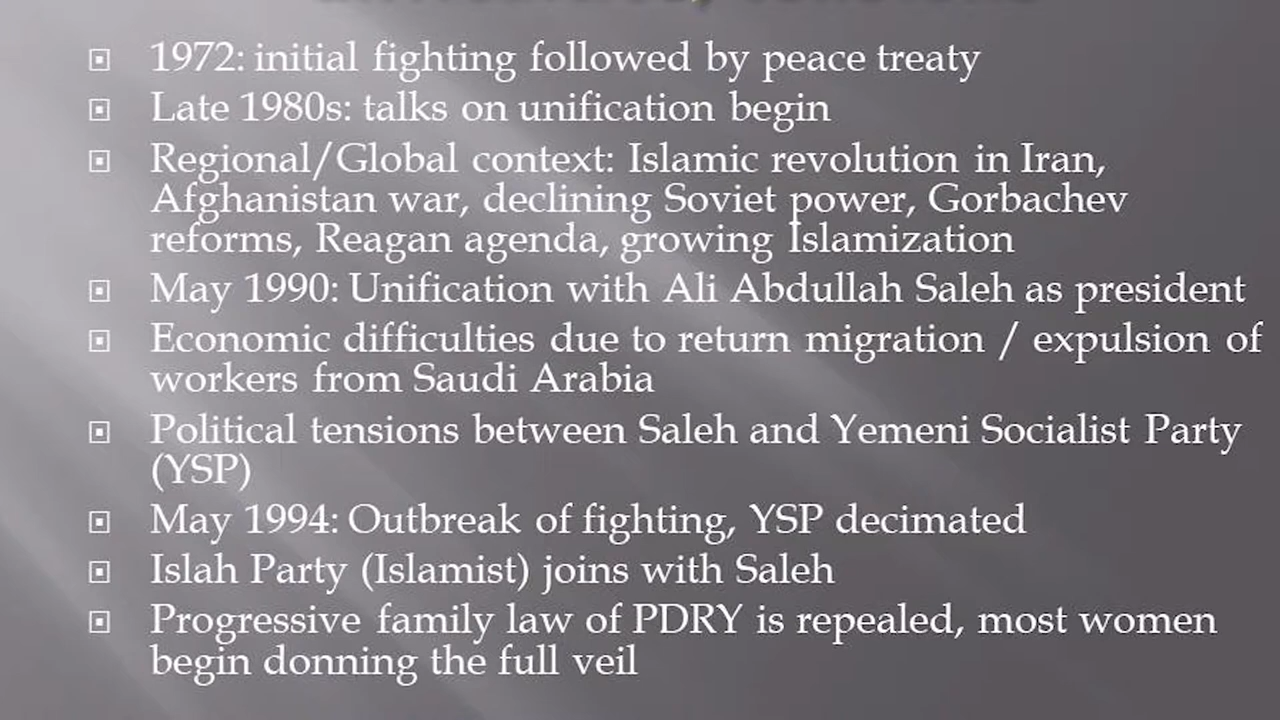 1972: initial fighting followed by peace treaty
Late 1980s: talks on unification begin
Regional/Global context: Islamic revolution in Iran,
Afghanistan war, declining Soviet power, Gorbachev
reforms, Reagan agenda, growing Islamization
May 1990: Unification with Ali Abdullah Saleh as president
Economic difficulties due to return migration / expulsion of
workers from Saudi Arabia
Political tensions between Saleh and Yemeni Socialist Party
(YSP)
May 1994: Outbreak of fighting, YSP decimated
Islah Party (Islamist) joins with Saleh
Progressive family law of PDRY is repealed, most women
begin donning the full veil